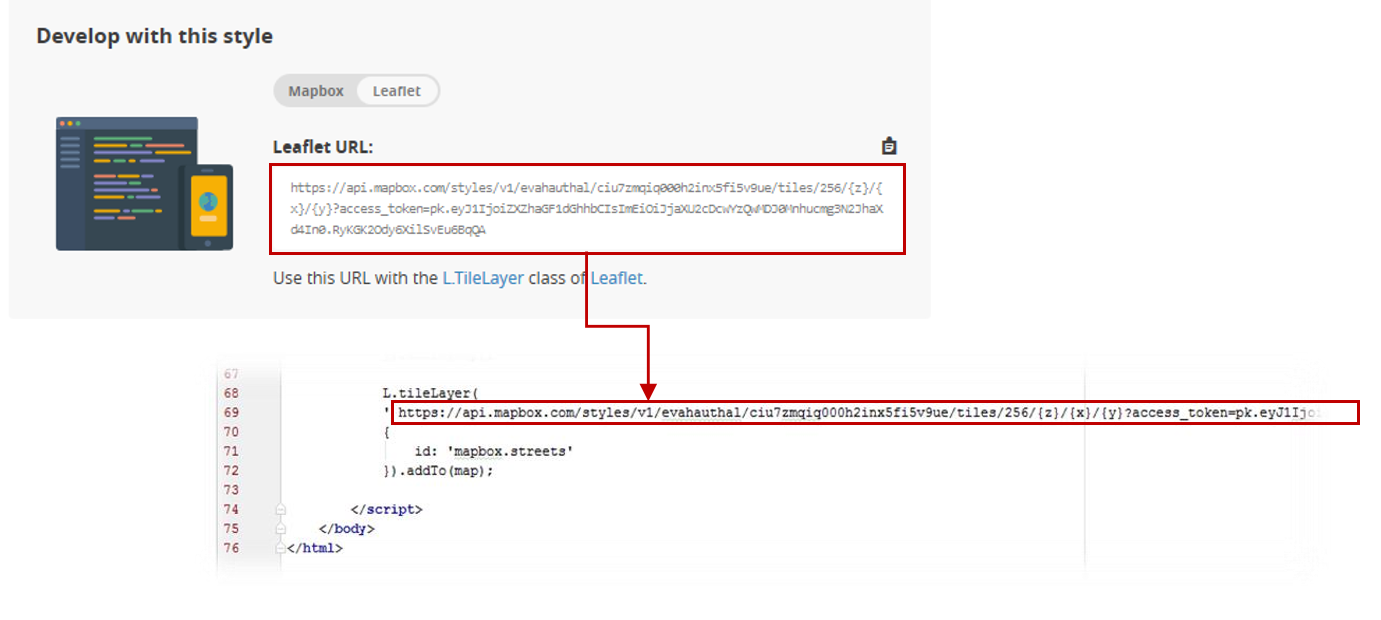 Develop with this style
Mapbox Leaflet
Leaflet URL:
https://api.mapbox.com/styles/v1/evahauthal/ciu7zmqiq000h2inx5fi5v9ue/tiles/256/{z}/{
x}/{y}?access_token=pk.eyJ1IjoiZXZhaGF1dGhhbCIsImEiOiJjaXU2cDcwYzQwMDJ0Mnhucmg3N2JhaX
d4In0.RyKGK2Ody6XilSvEu6BqQA
Use this URL with the L.TileLayer class of Leaflet.
67
68 L.tileLayer(
69 'https://api.mapbox.com/styles/v1/evahauthal/ciu7zmqiq000h2inx5fi5v9ue/tiles/256/{z}/{x}/{y}?access_token=pk.eyJ1Ijoi
70 {
71 id: 'mapbox.streets'
72 }).addTo(map);
73
74 </script>
75 </body>
76 </html>